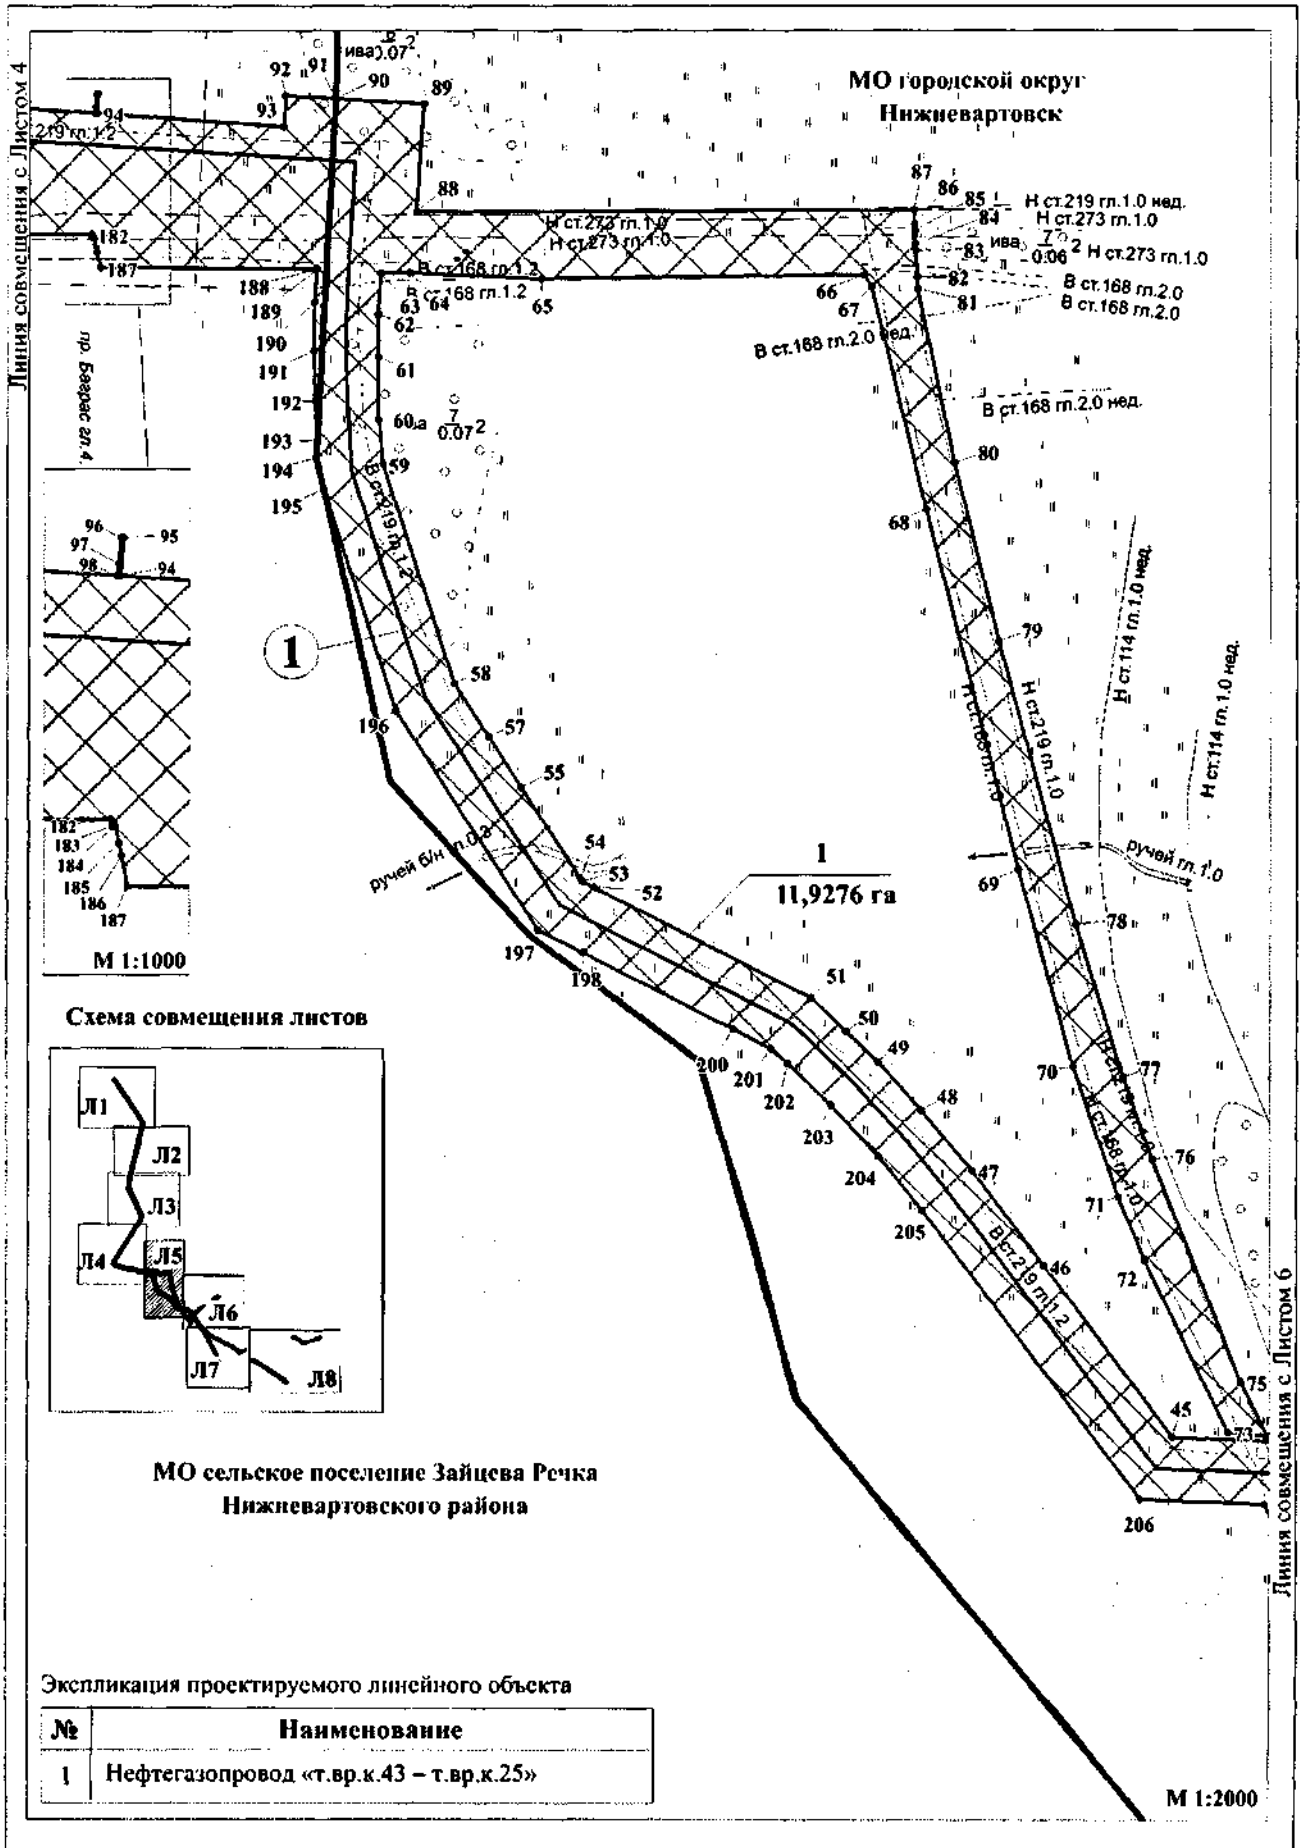 Линия совмещения с Листом 4
МО городской округ
Нижневартовск
ива 0.07 2
92
91
90
89
93
94
219 гл.1.2
88
87
86
85
84
83
82
81
Н ст.219 гл.1.0 нед.
Н ст.273 гл.1.0
ива 7 0.06 2
Н ст.273 гл.1.0
В ст.168 гл.2.0
В ст.168 гл.2.0
Н ст.273 гл.1.0
Н ст.273 гл.1.0
182
187
188
189
190
191
192
193
194
195
В ст.168 гл.1.2
В ст.168 гл.1.2
63
64
65
62
61
60
59
66
67
7
0.07 2
В ст.168 гл.2.0 нед.
В ст.168 гл.2.0 нед.
80
68
79
В ст.219 гл.1.2
96
95
97
98
94
1
58
57
196
55
54
53
52
Н ст.168 гл.1.0
Н ст.219 гл.1.0
Н ст.114 гл.1.0 нед.
Н ст.114 гл.1.0 нед.
ручей гл.1.0
ручей б/н гл.0.3
69
78
1
11,9276 га
182
183
184
185
186
187
М 1:1000
197
198
51
50
49
48
47
46
200
201
202
203
204
205
70
77
76
71
72
Н ст.168 гл.1.0
В ст.219 гл.1.2
75
45
73
206
Схема совмещения листов
Л1
Л2
Л3
Л4
Л5
Л6
Л7
Л8
МО сельское поселение Зайцева Речка
Нижневартовского района
Линия совмещения с Листом 6
Экспликация проектируемого линейного объекта
№ Наименование
1 Нефтегазопровод «т.вр.к.43 – т.вр.к.25»
М 1:2000